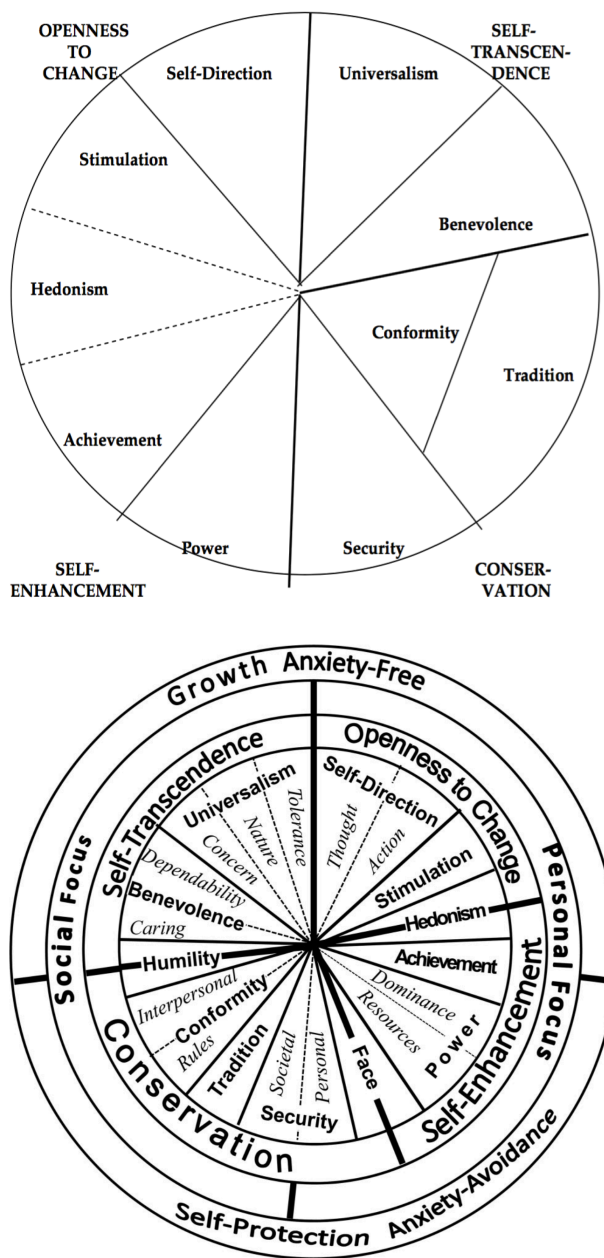 OPENNESS
TO
CHANGE
Self-Direction
Universalism
SELF-
TRANSCEN-
DENCE
Stimulation
Benevolence
Hedonism
Conformity
Tradition
Achievement
Power
Security
SELF-
ENHANCEMENT
CONSER-
VATION
Growth Anxiety-Free
Self-Transcendence
Openness to Change
Social Focus
Personal Focus
Universalism
Concern
Nature
Tolerance
Self-Direction
Thought
Action
Stimulation
Hedonism
Dependability
Benevolence
Caring
Humility
Achievement
Dominance
Resources
Power
Interpersonal
Conformity
Rules
Tradition
Societal
Personal
Security
Face
Conservation
Self-Enhancement
Self-Protection Anxiety-Avoidance